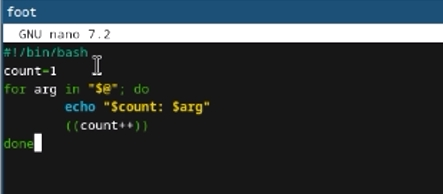 foot
GNU nano 7.2
#!/bin/bash
count=1
for arg in "$@"; do
        echo "$count: $arg"
        ((count++))
done